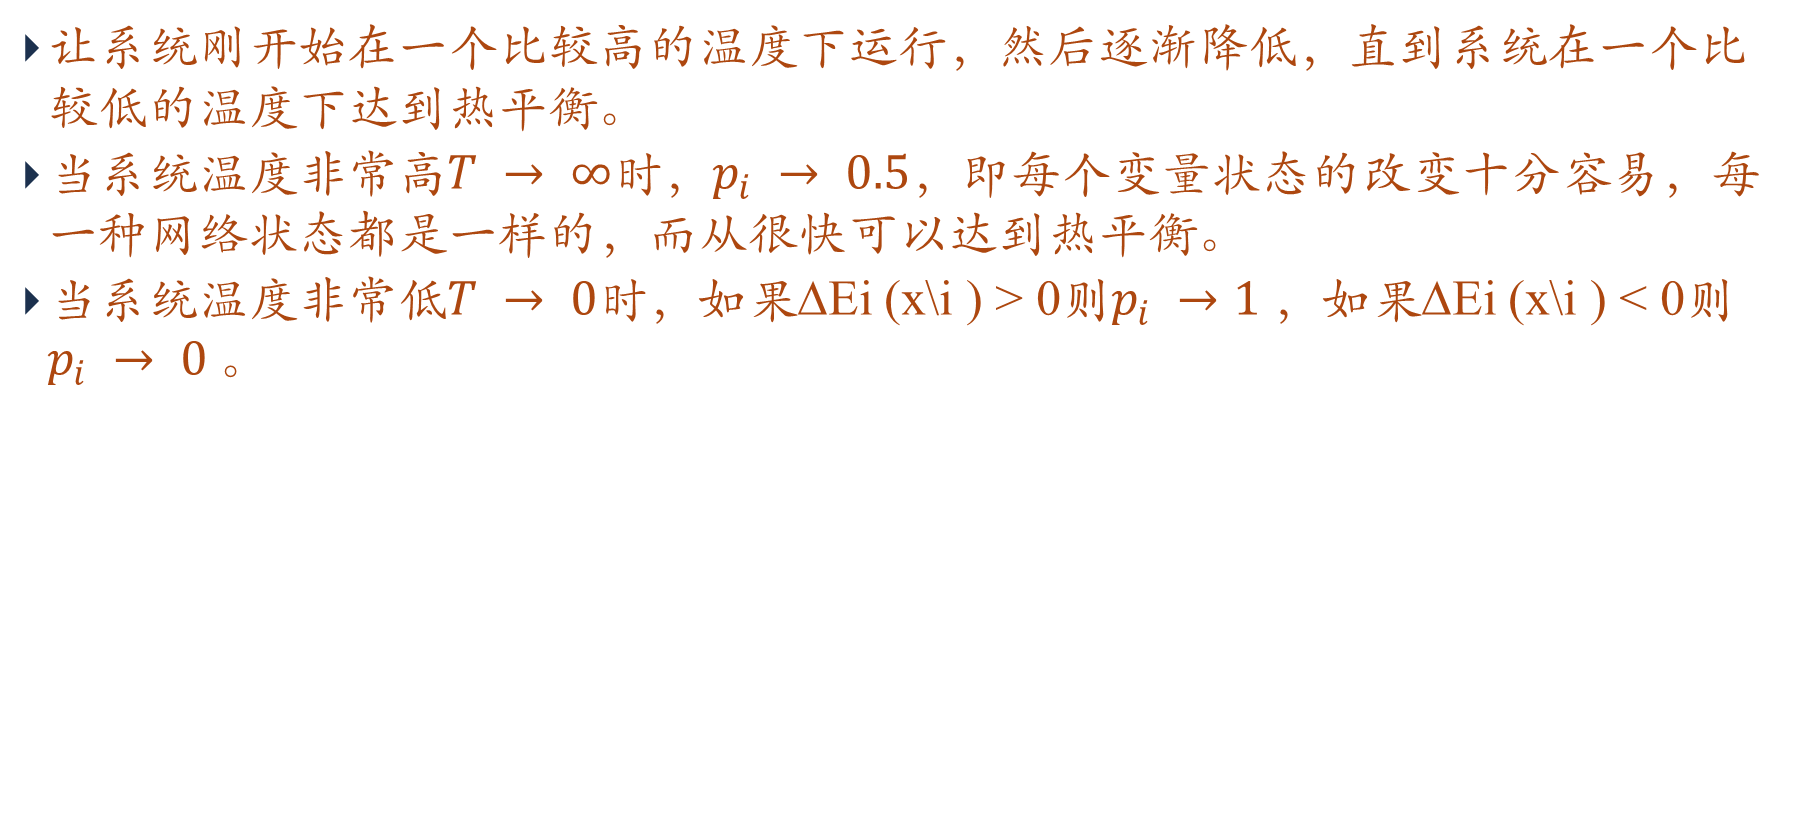 让系统刚开始在一个比较高的温度下运行，然后逐渐降低，直到系统在一个比
较低的温度下达到热平衡。
当系统温度非常高T → ∞时，pᵢ → 0.5，即每个变量状态的改变十分容易，每
一种网络状态都是一样的，而从很快可以达到热平衡。
当系统温度非常低T → 0时，如果ΔEi (x\i ) > 0则pᵢ → 1 ，如果ΔEi (x\i ) < 0则
pᵢ → 0 。